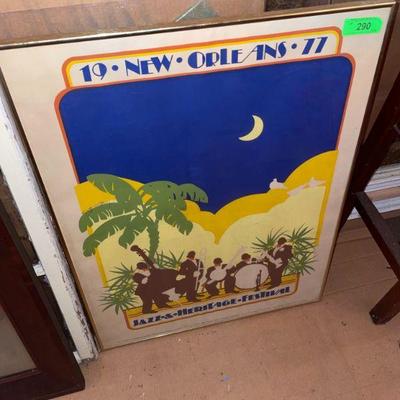 290
19 • NEW • ORLEANS • 77
JAZZ • & • HERITAGE • FESTIVAL